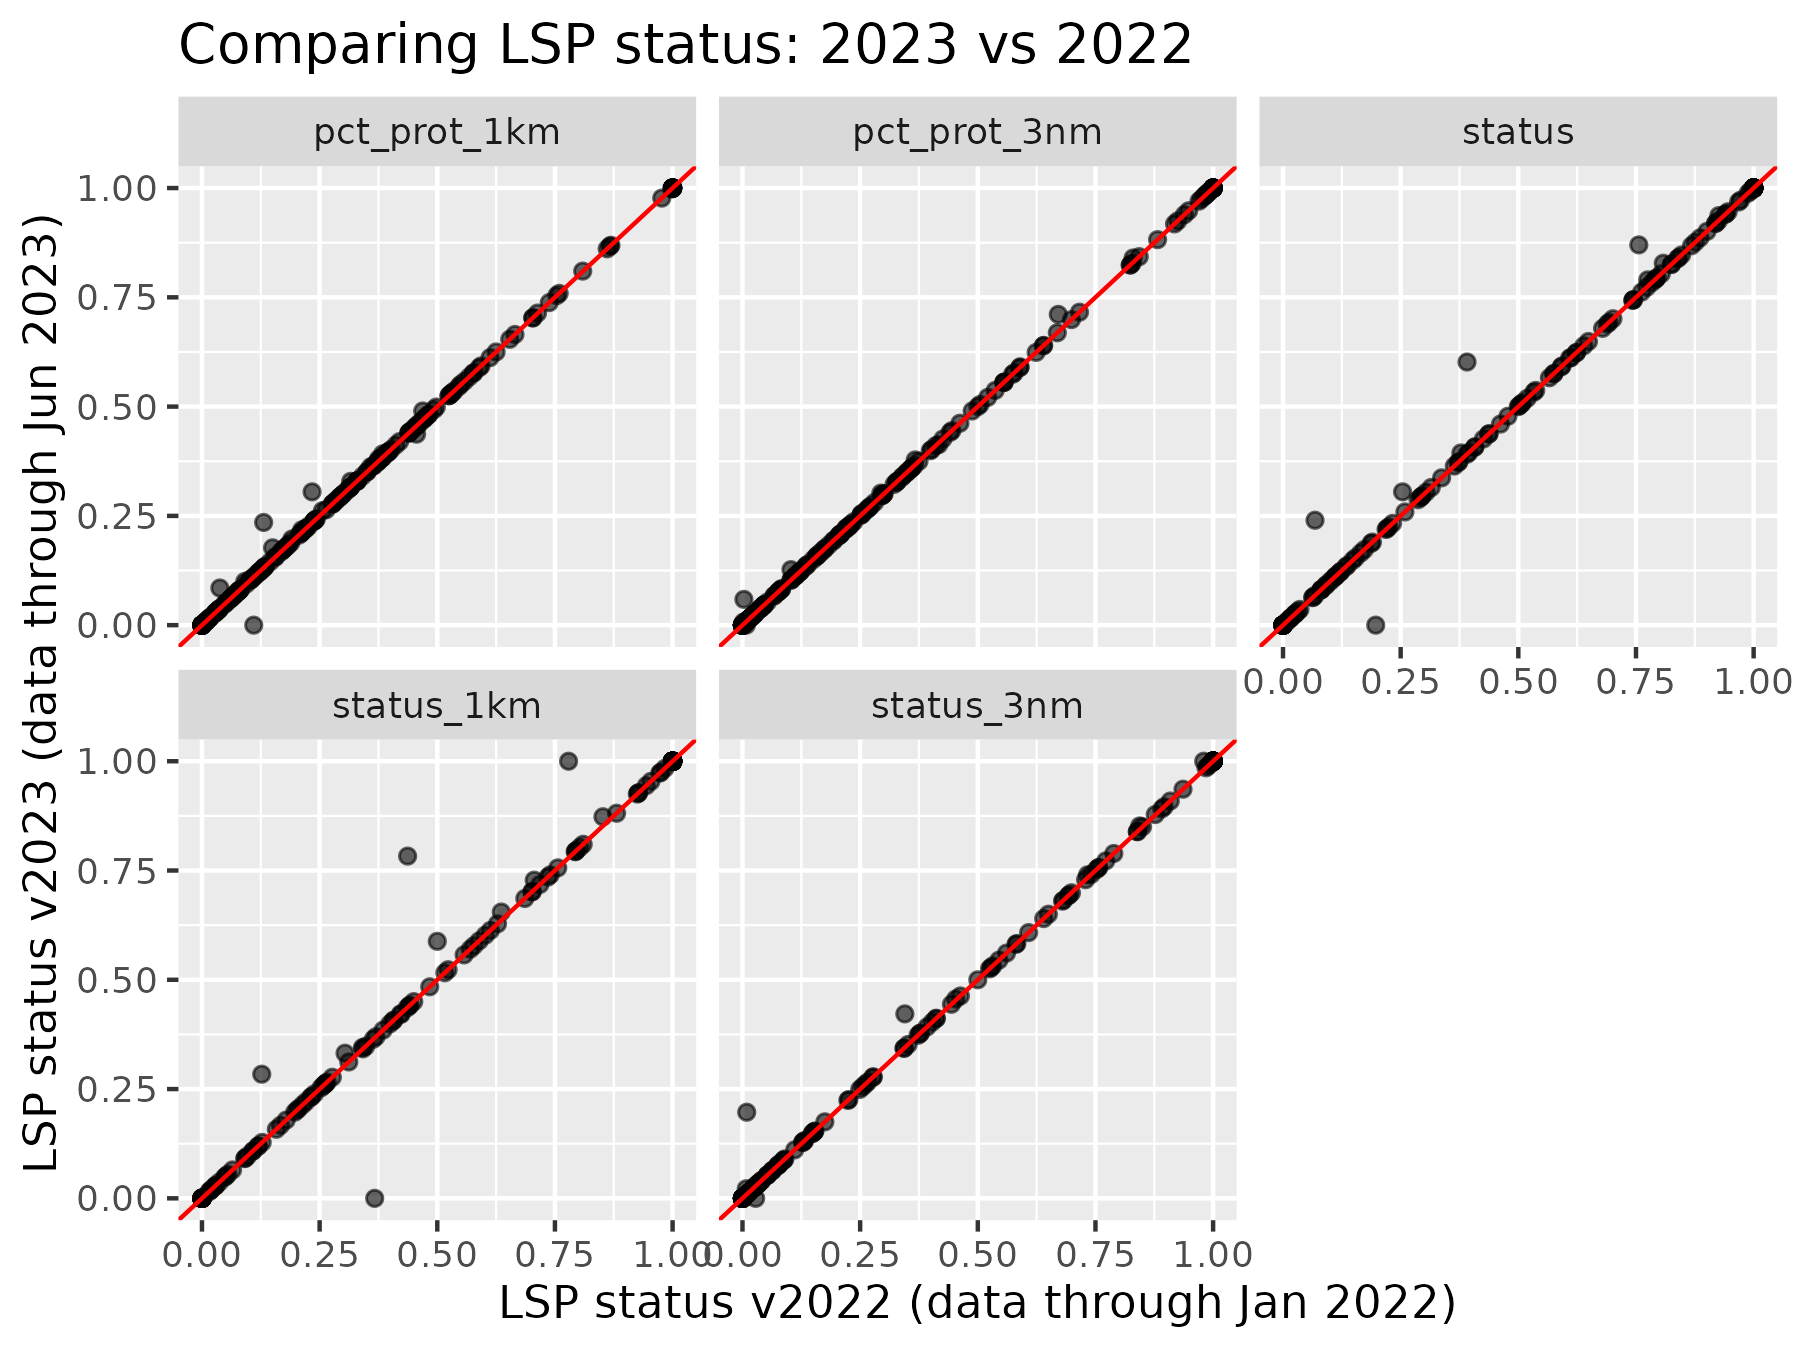 Comparing LSP status: 2023 vs 2022
pct_prot_1km
pct_prot_3nm
status
1.00
0.75
0.50
0.25
0.00
0.00 0.25 0.50 0.75 1.00
status_1km
status_3nm
1.00
0.75
0.50
0.25
0.00
0.00 0.25 0.50 0.75 1.00
0.00 0.25 0.50 0.75 1.00
LSP status v2022 (data through Jan 2022)
LSP status v2023 (data through Jun 2023)